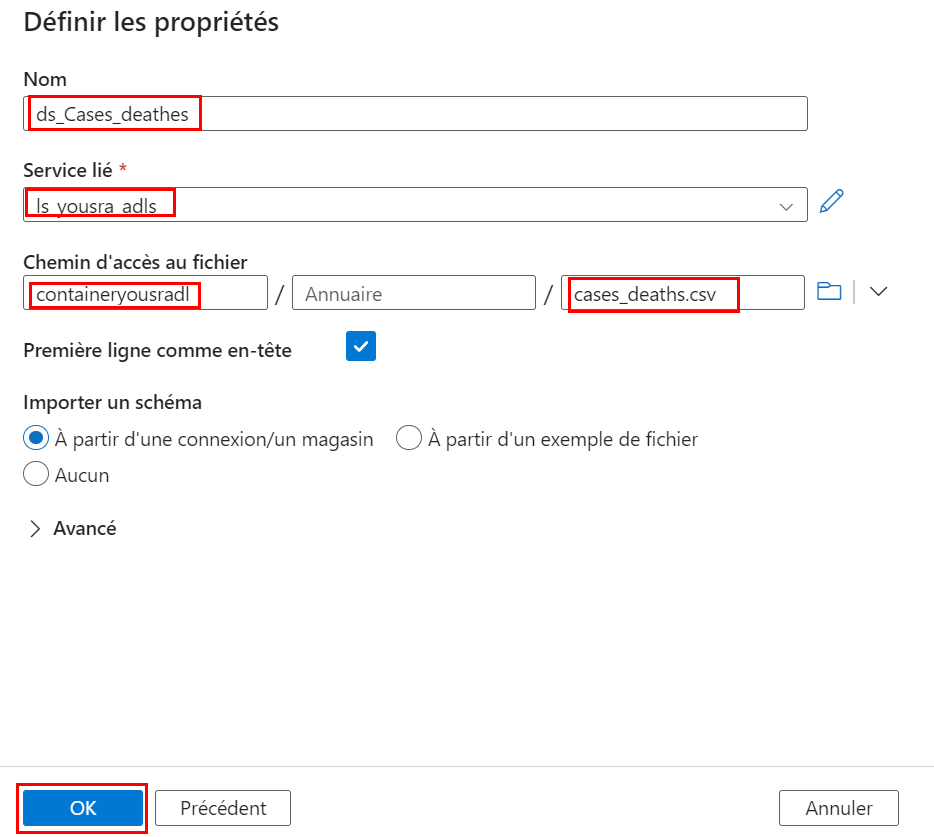 Définir les propriétés
Nom
ds_Cases_deathes
Service lié *
ls_yousra_adls
Chemin d'accès au fichier
containeryousradl / Annuaire / cases_deaths.csv
Première ligne comme en-tête
Importer un schéma
À partir d'une connexion/un magasin À partir d'un exemple de fichier
Aucun
Avancé
OK Précédent Annuler